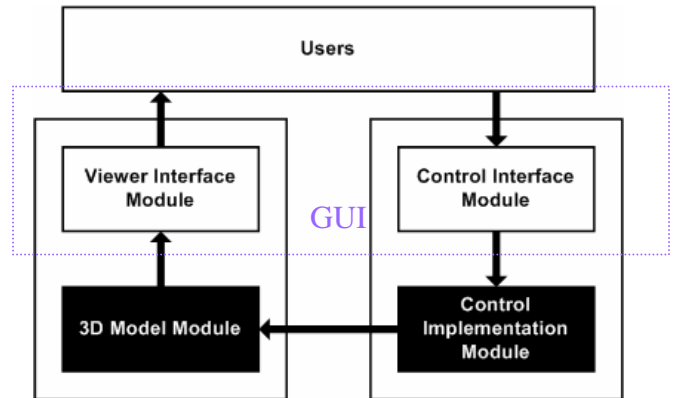 Users
Viewer Interface
Module
Control Interface
Module
GUI
3D Model Module
Control
Implementation
Module